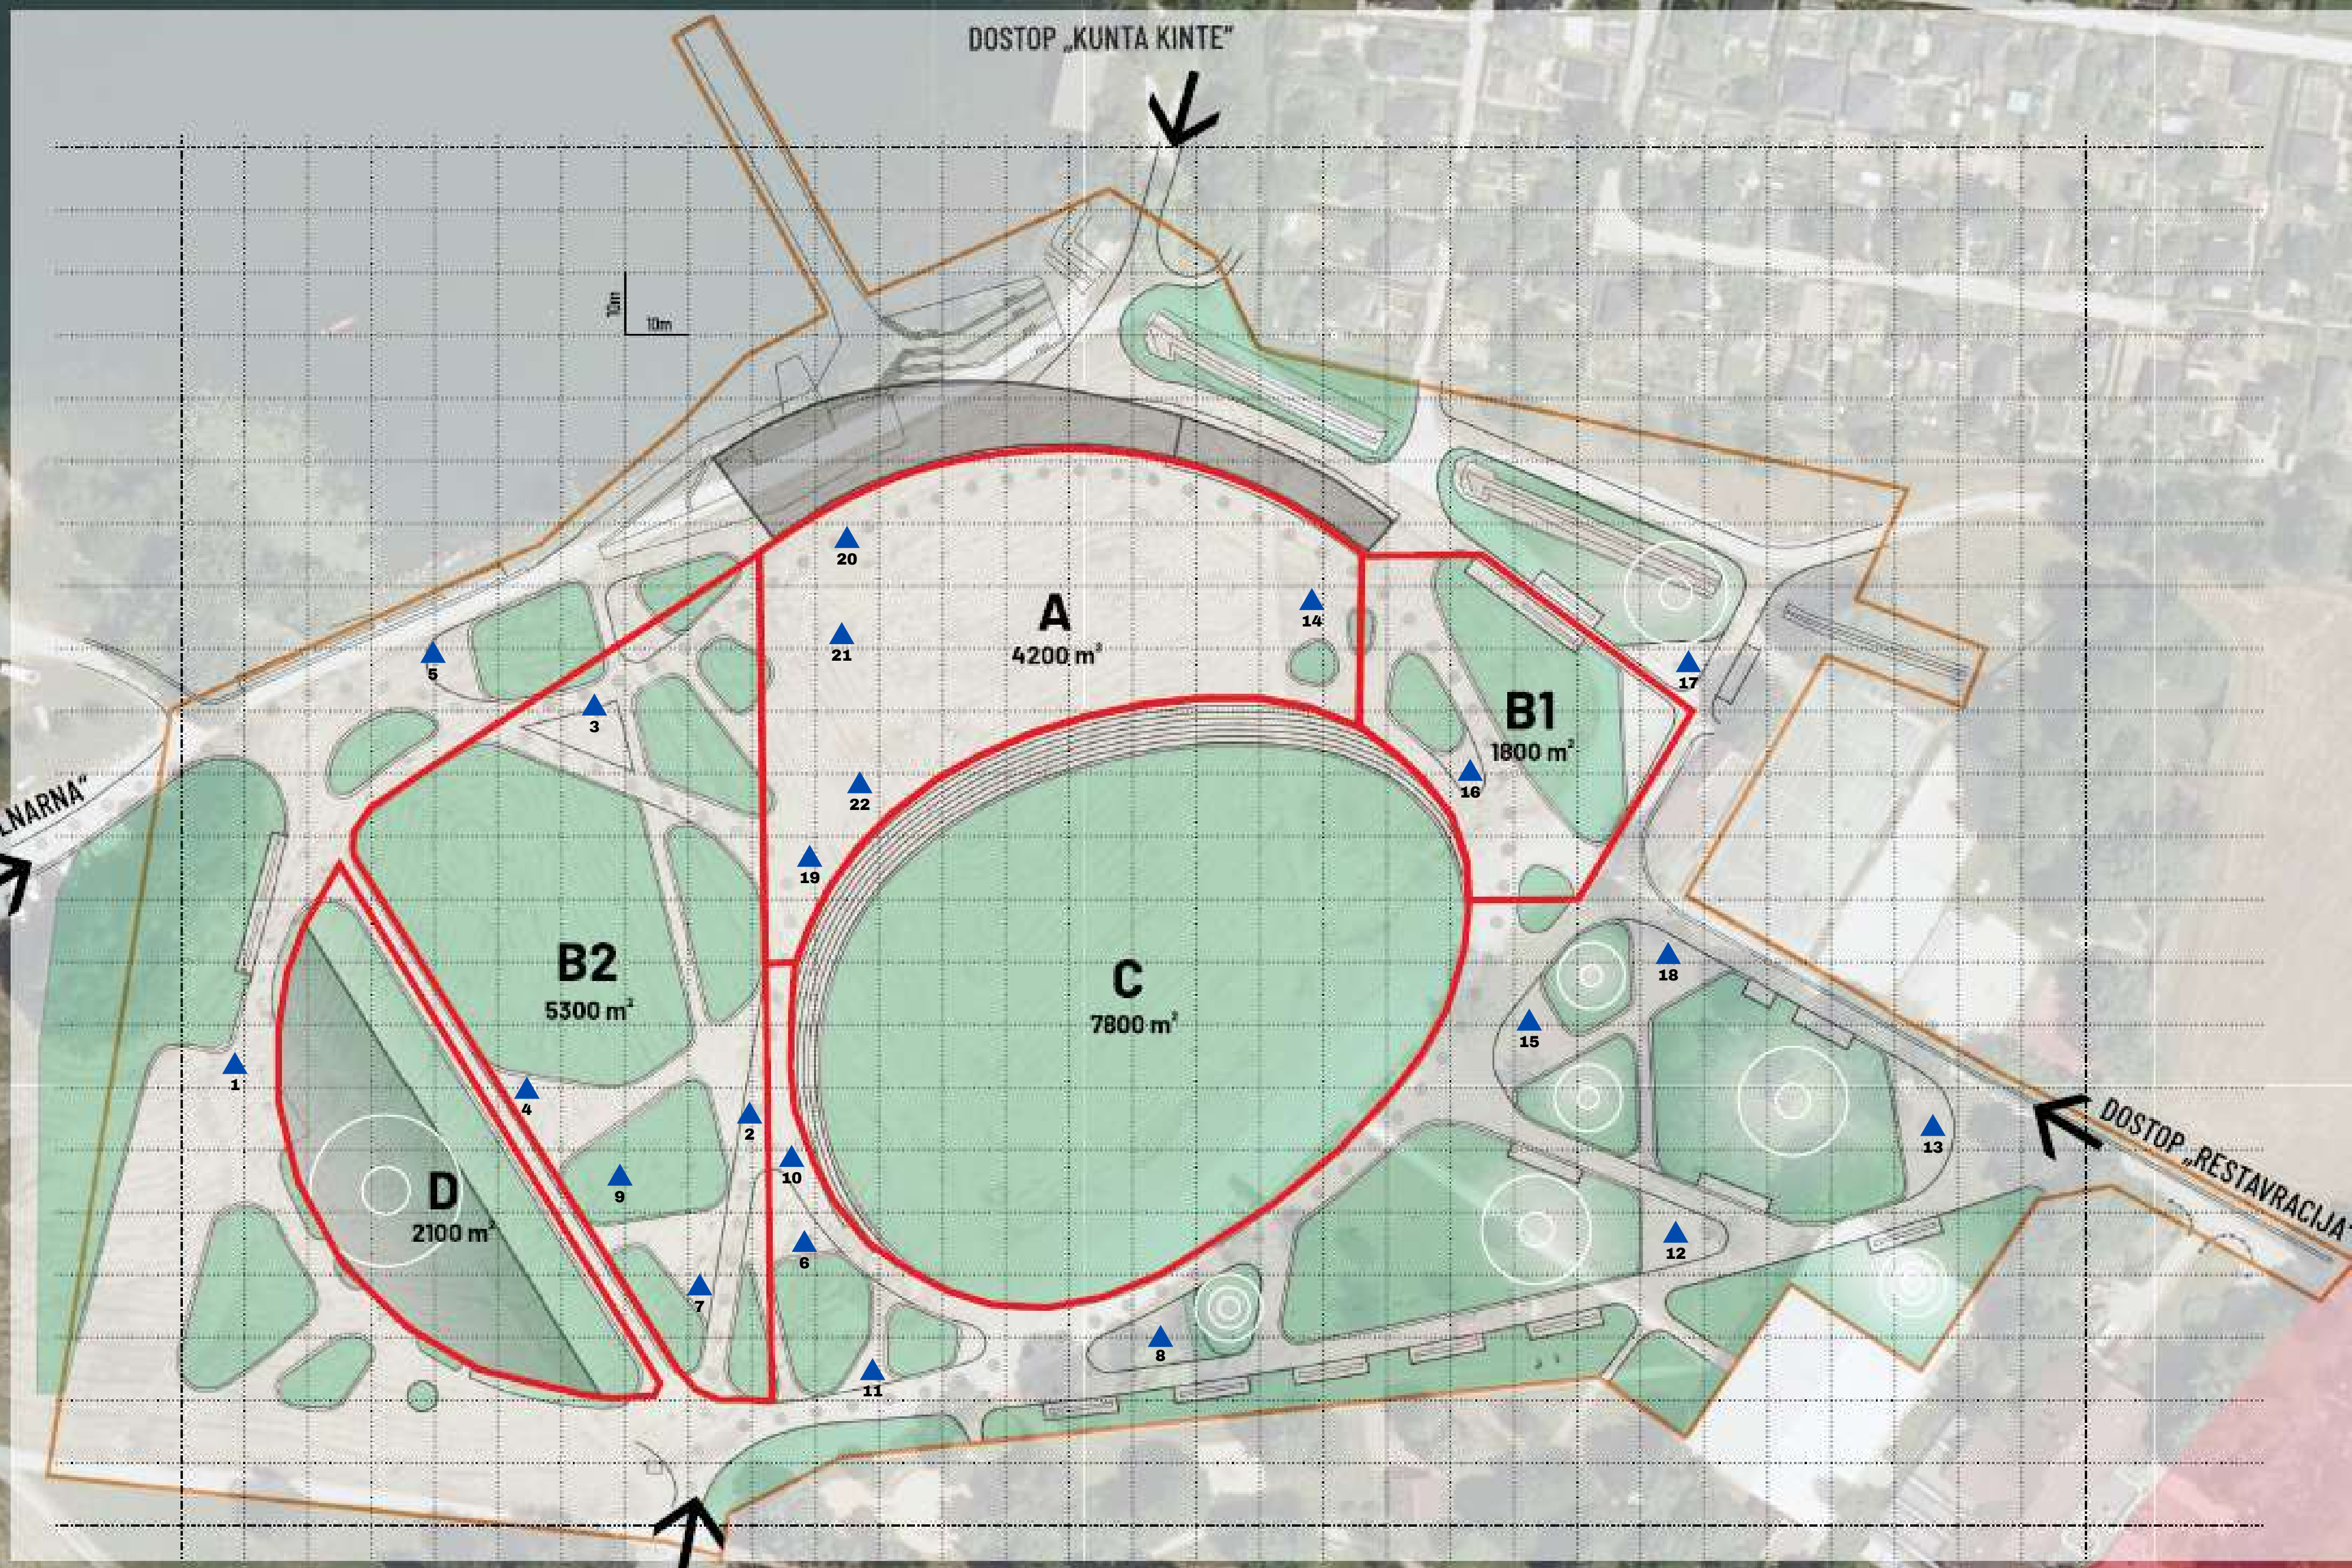 DOSTOP „KUNTA KINTE“
10m
10m
20
A
4200 m²
14
21
5
17
3
B1
1800 m²
16
22
LNARNA“
19
B2
5300 m²
18
C
7800 m²
15
1
4
2
13
DOSTOP „RESTAVRACIJA“
10
9
D
2100 m²
6
12
7
8
11